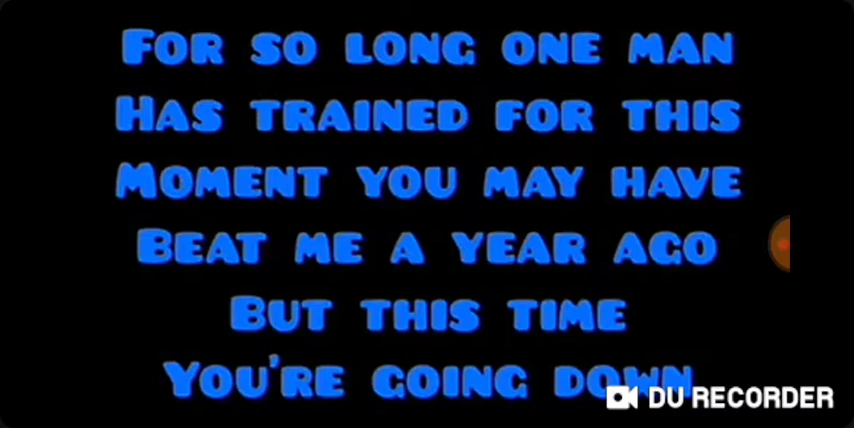 For so long one man
Has trained for this
Moment you may have
Beat me a year ago
But this time
You're going down
DU RECORDER